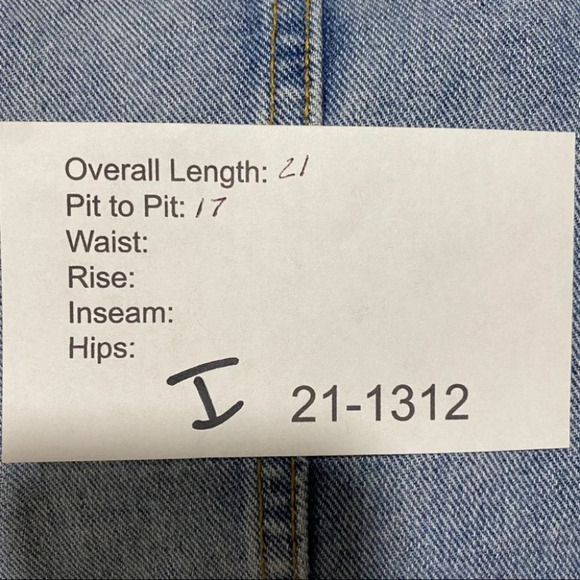 Overall Length: 21
Pit to Pit: 17
Waist:
Rise:
Inseam:
Hips:
I 21-1312